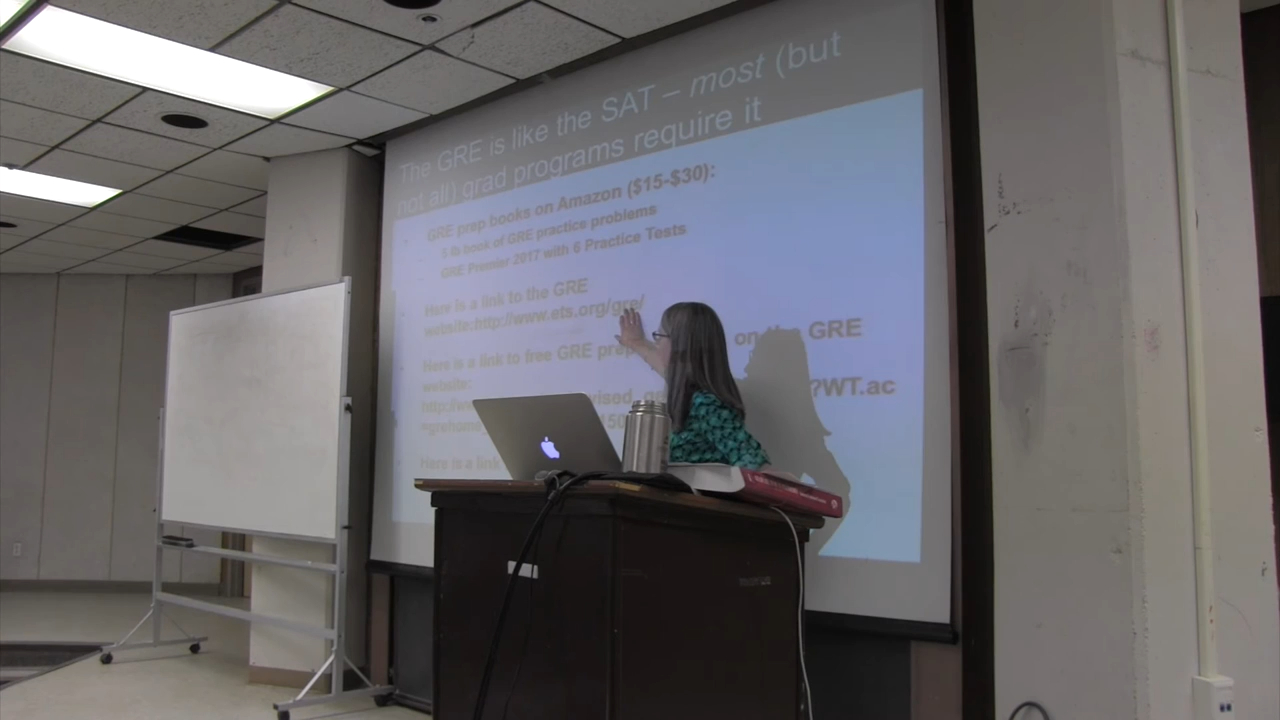 The GRE is like the SAT – most (but
not all) grad programs require it
GRE prep books on Amazon ($15-$30):
5 lb book of GRE practice problems
GRE Premier 2017 with 6 Practice Tests
Here is a link to the GRE
website:http://www.ets.org/gre/
Here is a link to free GRE prep on the GRE
website:
?WT.ac
Here is a link